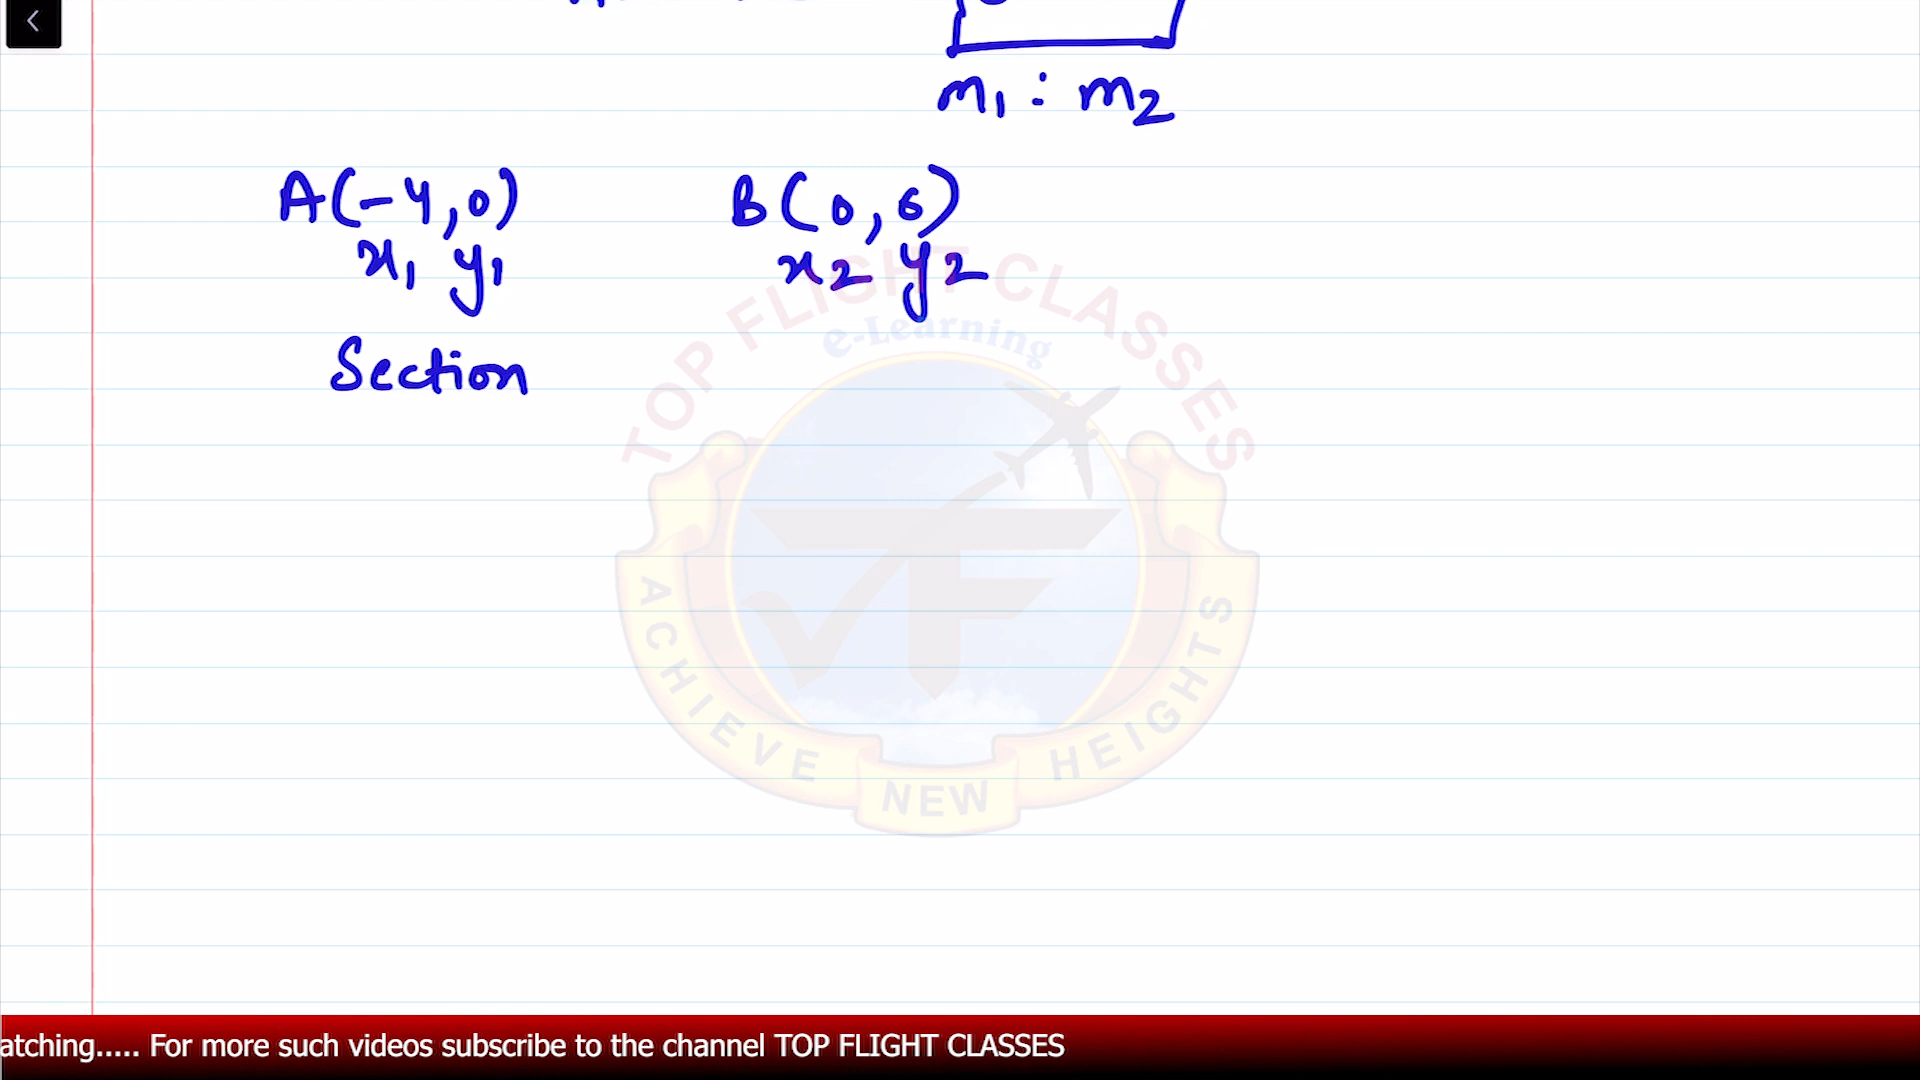 m1 : m2
A(-4,0) B(0,6)
x1 y1 x2 y2
Section
TOP FLIGHT CLASSES
e-Learning
ACHIEVE NEW HEIGHTS
atching..... For more such videos subscribe to the channel TOP FLIGHT CLASSES